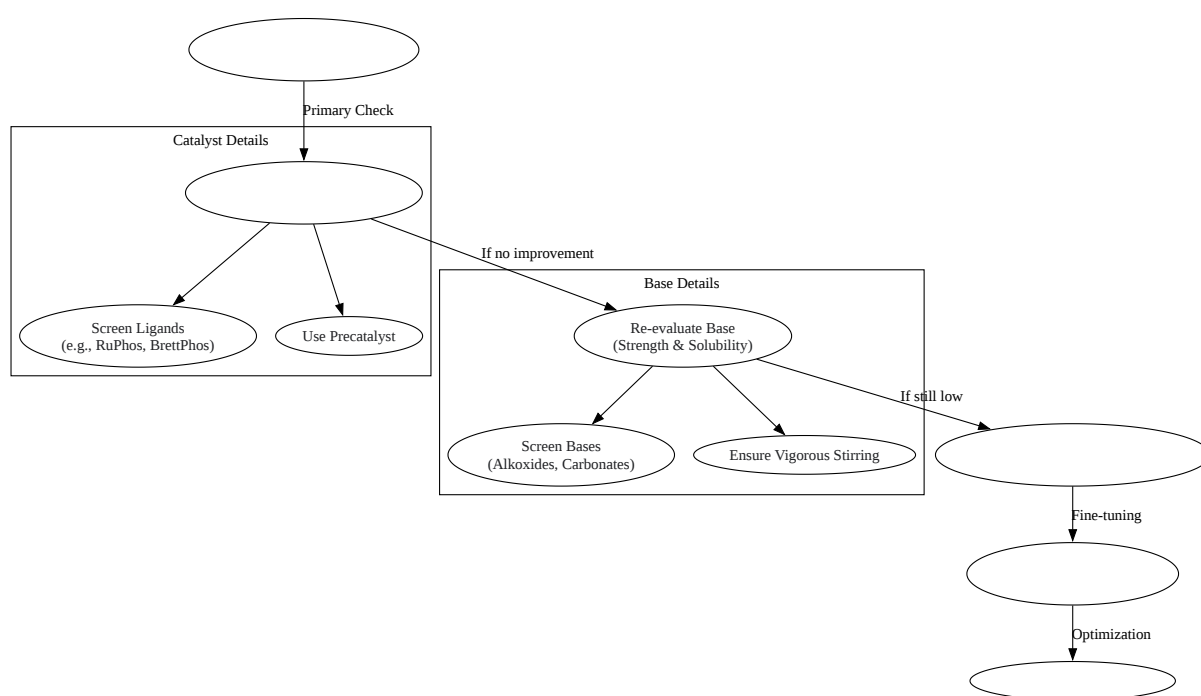 Primary Check
Catalyst Details
If no improvement
Base Details
Screen Ligands
(e.g., RuPhos, BrettPhos)
Use Precatalyst
Re-evaluate Base
(Strength & Solubility)
If still low
Screen Bases
(Alkoxides, Carbonates)
Ensure Vigorous Stirring
Fine-tuning
Optimization